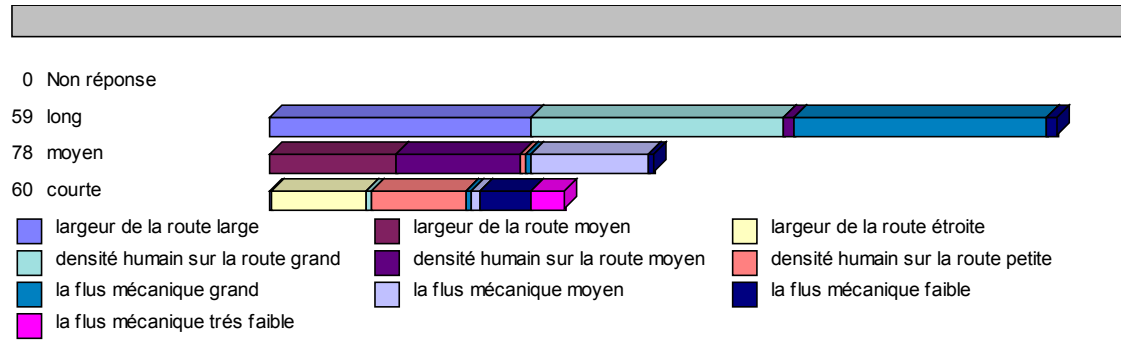 0 Non réponse
59 long
78 moyen
60 courte
largeur de la route large
largeur de la route moyen
largeur de la route étroite
densité humain sur la route grand
densité humain sur la route moyen
densité humain sur la route petite
la flus mécanique grand
la flus mécanique moyen
la flus mécanique faible
la flus mécanique trés faible